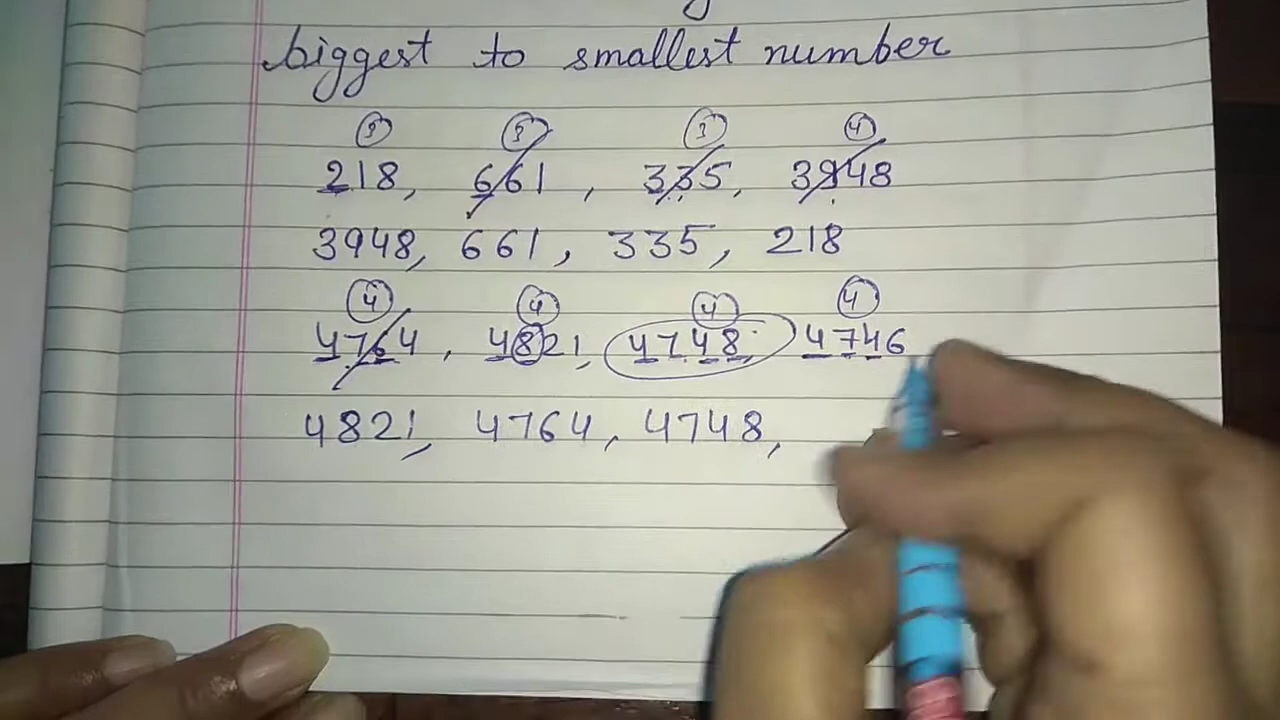 biggest to smallest number
3 3 3 4
218, 661, 335, 3948
3948, 661, 335, 218
4 4 4 4
4764, 4821, 4748, 4746
4821, 4764, 4748,